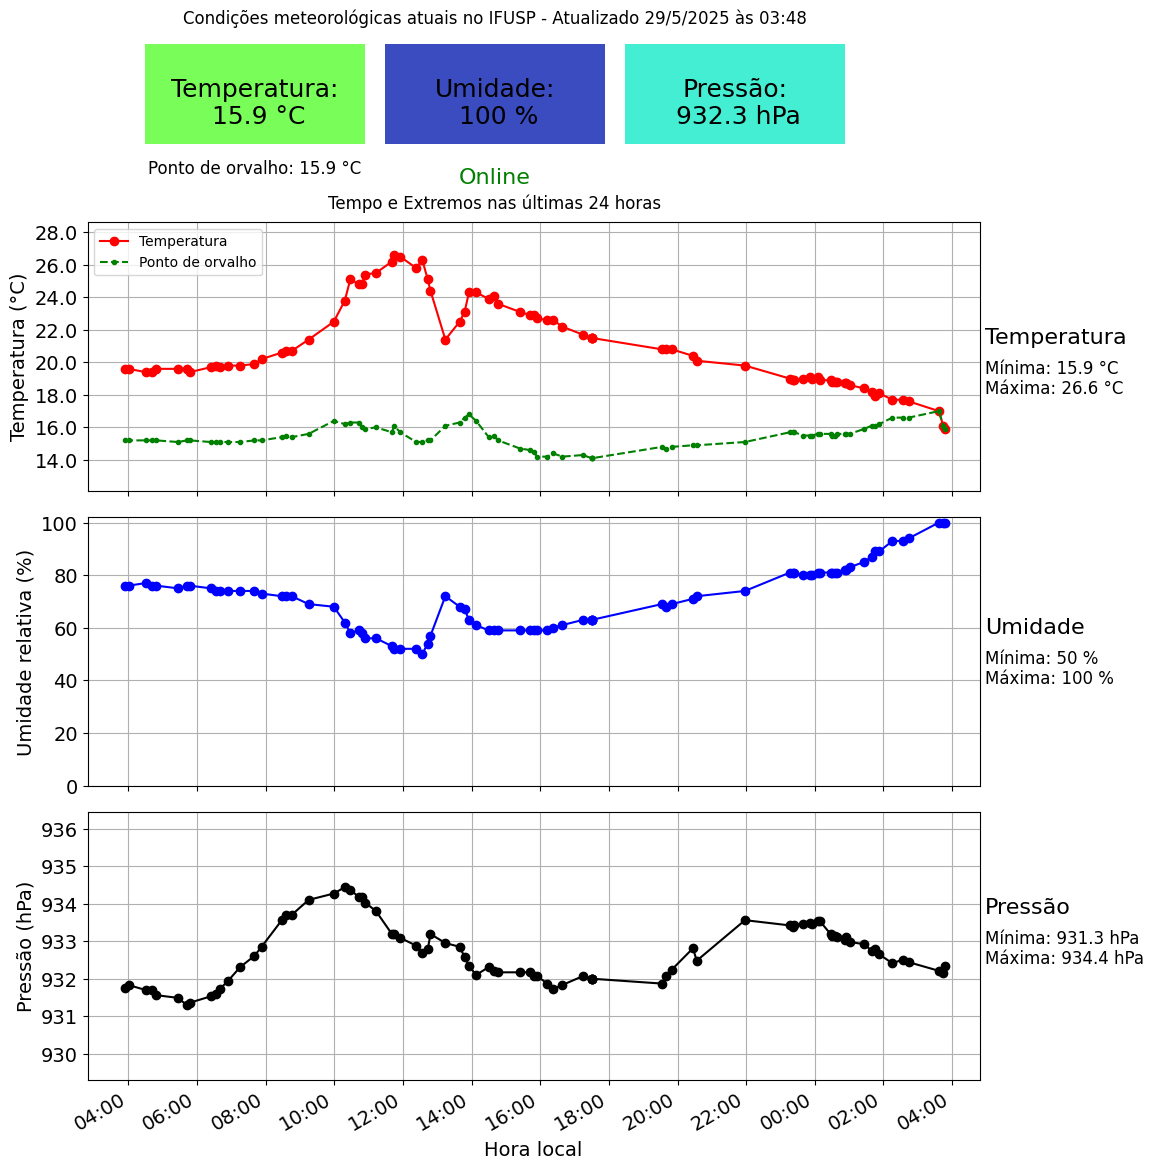 Condições meteorológicas atuais no IFUSP - Atualizado 29/5/2025 às 03:48
Temperatura:
15.9 °C
Umidade:
100 %
Pressão:
932.3 hPa
Ponto de orvalho: 15.9 °C
Online
Tempo e Extremos nas últimas 24 horas
Temperatura (°C)
28.0
26.0
24.0
22.0
20.0
18.0
16.0
14.0
Temperatura
Ponto de orvalho
Temperatura
Mínima: 15.9 °C
Máxima: 26.6 °C
Umidade relativa (%)
100
80
60
40
20
0
Umidade
Mínima: 50 %
Máxima: 100 %
Pressão (hPa)
936
935
934
933
932
931
930
Pressão
Mínima: 931.3 hPa
Máxima: 934.4 hPa
04:00 06:00 08:00 10:00 12:00 14:00 16:00 18:00 20:00 22:00 00:00 02:00 04:00
Hora local